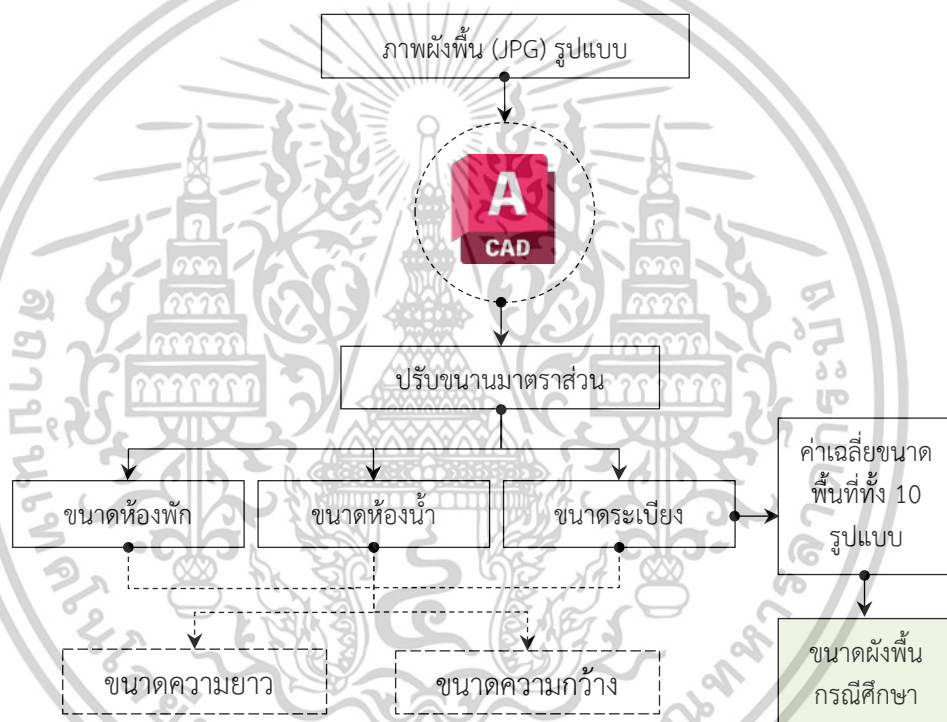 ภาพผังพื้น (JPG) รูปแบบ
A
CAD
ปรับขนานมาตราส่วน
ขนาดห้องพัก
ขนาดห้องน้ำ
ขนาดระเบียง
ค่าเฉลี่ยขนาด
พื้นที่ทั้ง 10
รูปแบบ
ขนาดความยาว
ขนาดความกว้าง
ขนาดผังพื้น
กรณีศึกษา